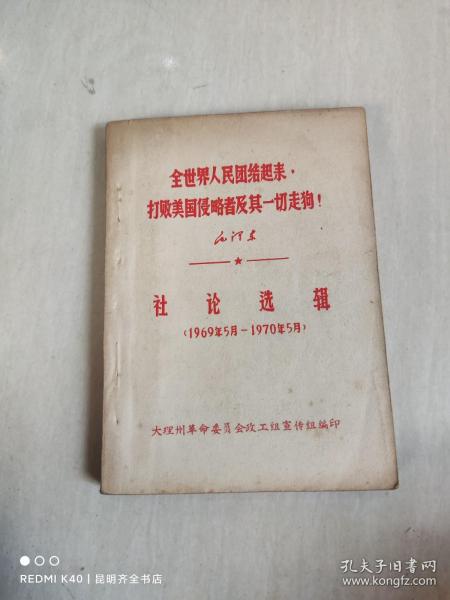 全世界人民团结起来，
打败美国侵略者及其一切走狗！
毛泽东
社论选辑
（1969年5月－1970年5月）
大理州革命委员会政工组宣传组编印
REDMI K40 | 昆明齐全书店
孔夫子旧书网
www.kongfz.com